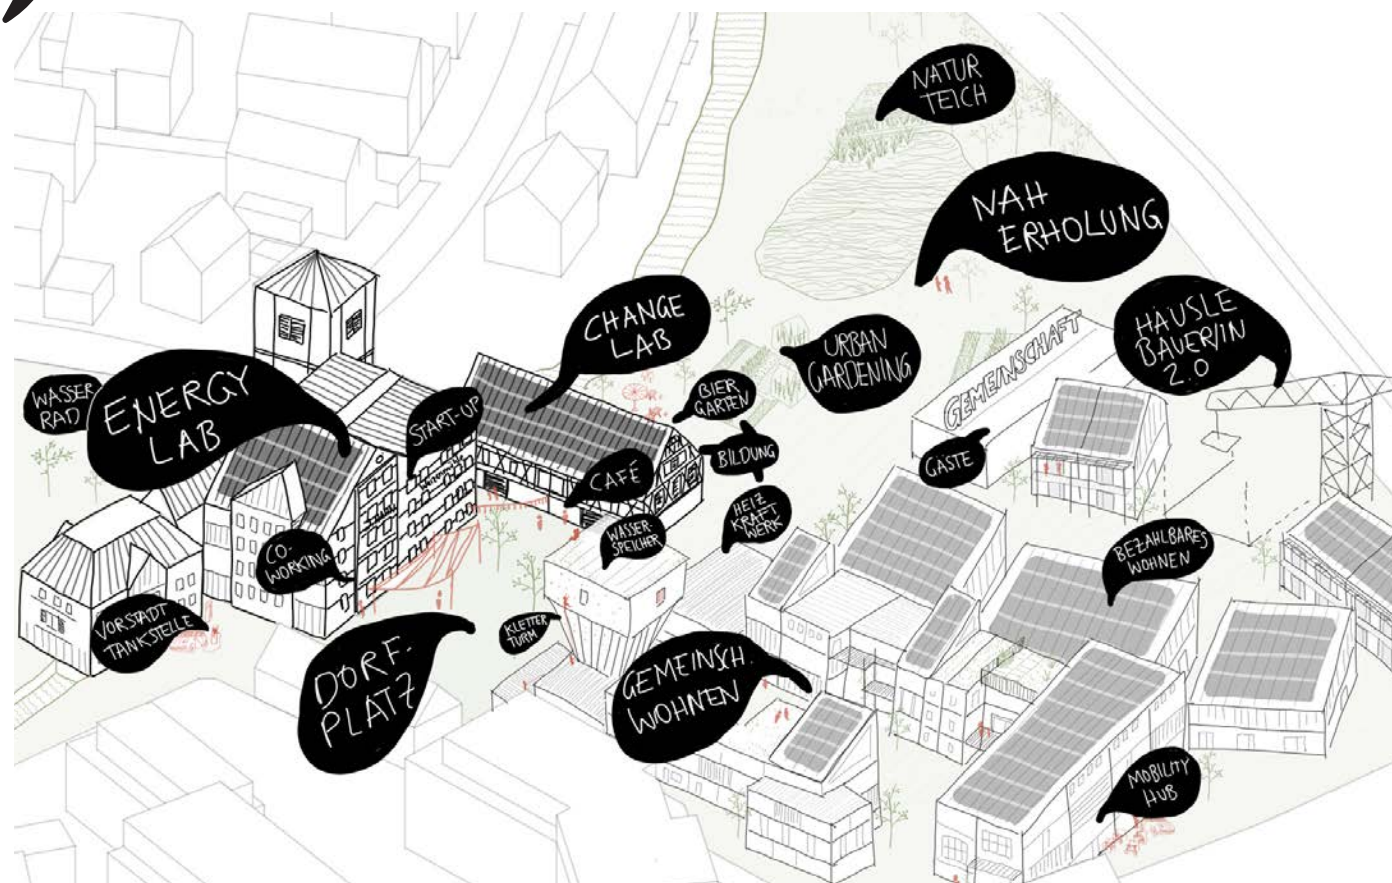 NATUR
TEICH
NAH
ERHOLUNG
CHANGE
LAB
HÄUSLE
BAUER/IN
2.0
GEMEINSCHAFT
URBAN
GARDENING
WASSER
RAD
ENERGY
LAB
START-UP
BIER
GARTEN
BILDUNG
GÄSTE
CAFÉ
HEIZ
KRAFT
WERK
WASSER-
SPEICHER
CO-
WORKING
BEZAHLBARES
WOHNEN
VORSTADT
TANKSTELLE
KLETTER
TURM
DORF-
PLATZ
GEMEINSCH.
WOHNEN
MOBILITY
HUB